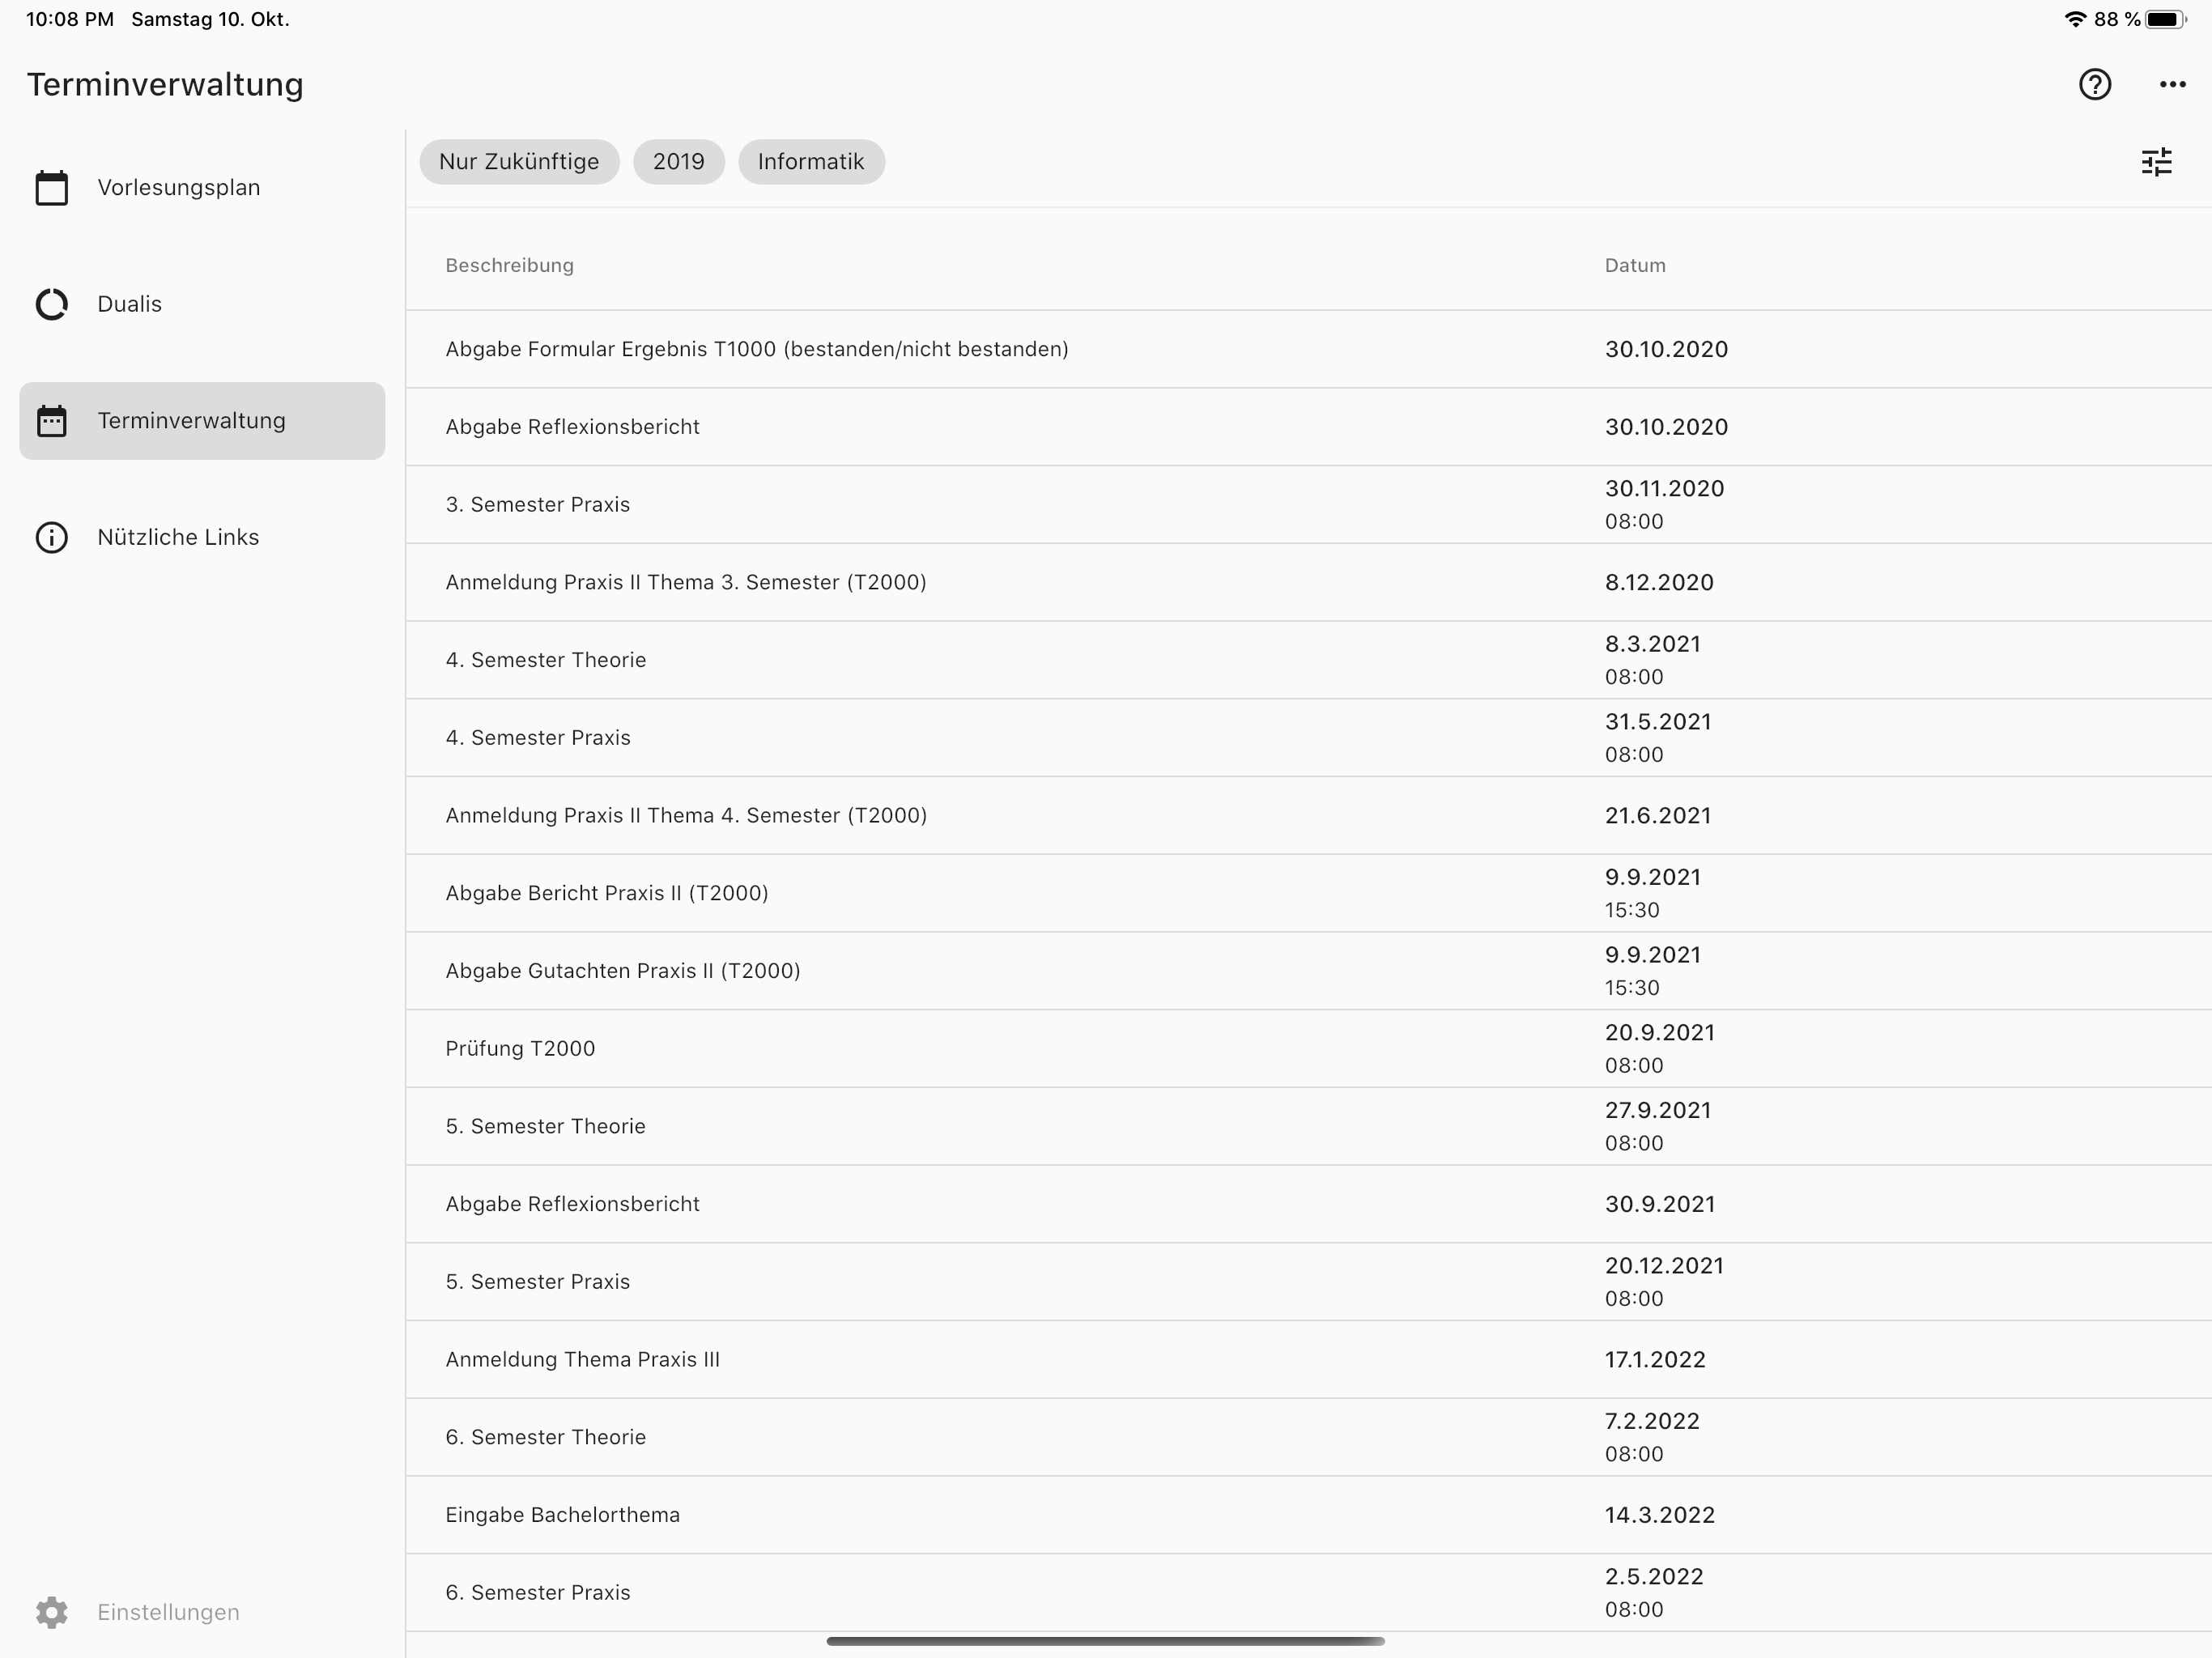 10:08 PM Samstag 10. Okt.
88 %
Terminverwaltung
Vorlesungsplan
Dualis
Terminverwaltung
Nützliche Links
Einstellungen
Nur Zukünftige 2019 Informatik
Beschreibung Datum
Abgabe Formular Ergebnis T1000 (bestanden/nicht bestanden) 30.10.2020
Abgabe Reflexionsbericht 30.10.2020
3. Semester Praxis 30.11.2020
08:00
Anmeldung Praxis II Thema 3. Semester (T2000) 8.12.2020
4. Semester Theorie 8.3.2021
08:00
4. Semester Praxis 31.5.2021
08:00
Anmeldung Praxis II Thema 4. Semester (T2000) 21.6.2021
Abgabe Bericht Praxis II (T2000) 9.9.2021
15:30
Abgabe Gutachten Praxis II (T2000) 9.9.2021
15:30
Prüfung T2000 20.9.2021
08:00
5. Semester Theorie 27.9.2021
08:00
Abgabe Reflexionsbericht 30.9.2021
5. Semester Praxis 20.12.2021
08:00
Anmeldung Thema Praxis III 17.1.2022
6. Semester Theorie 7.2.2022
08:00
Eingabe Bachelorthema 14.3.2022
6. Semester Praxis 2.5.2022
08:00